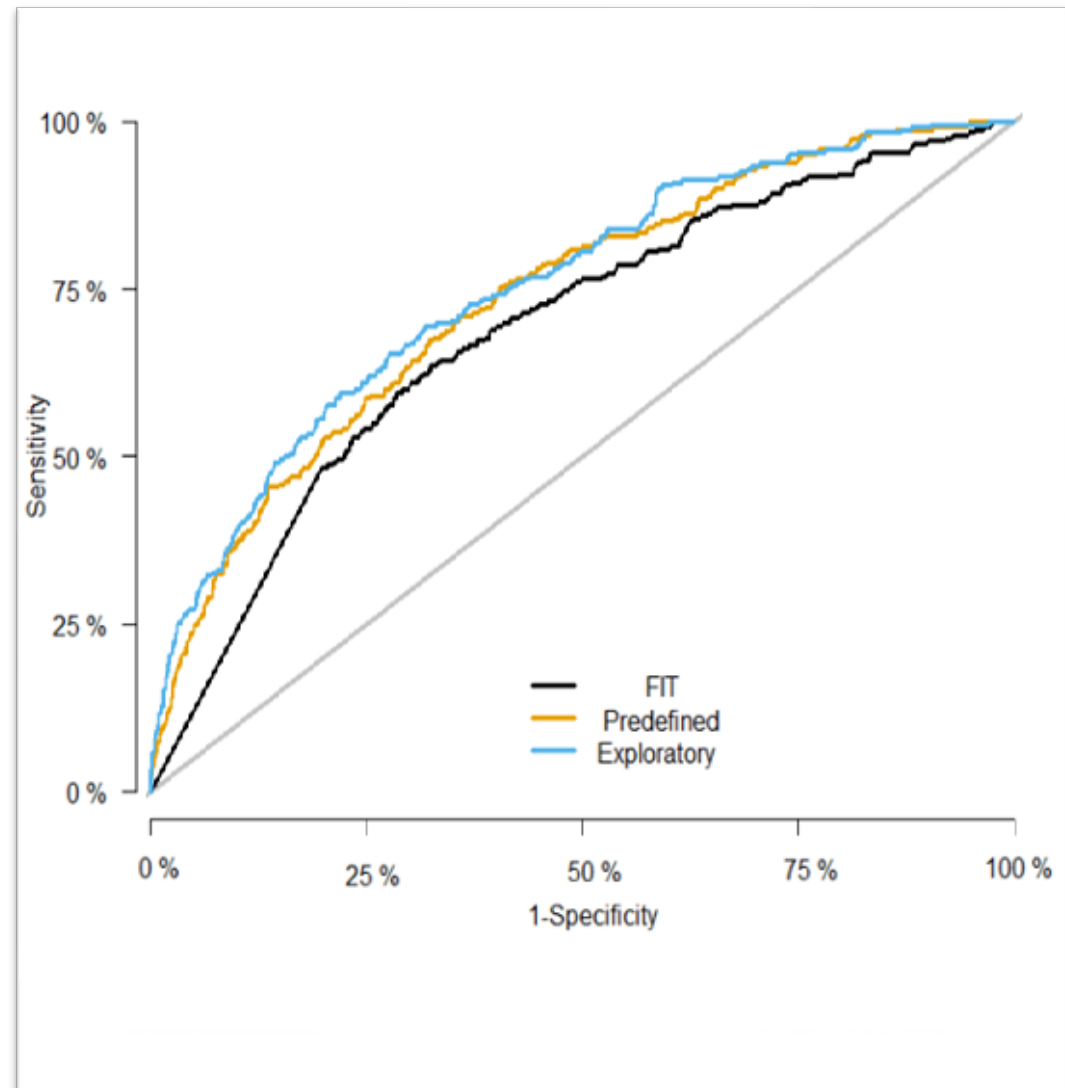 100 %
75 %
50 %
25 %
0 %
Sensitivity
FIT
Predefined
Exploratory
0 %
25 %
50 %
75 %
100 %
1-Specificity